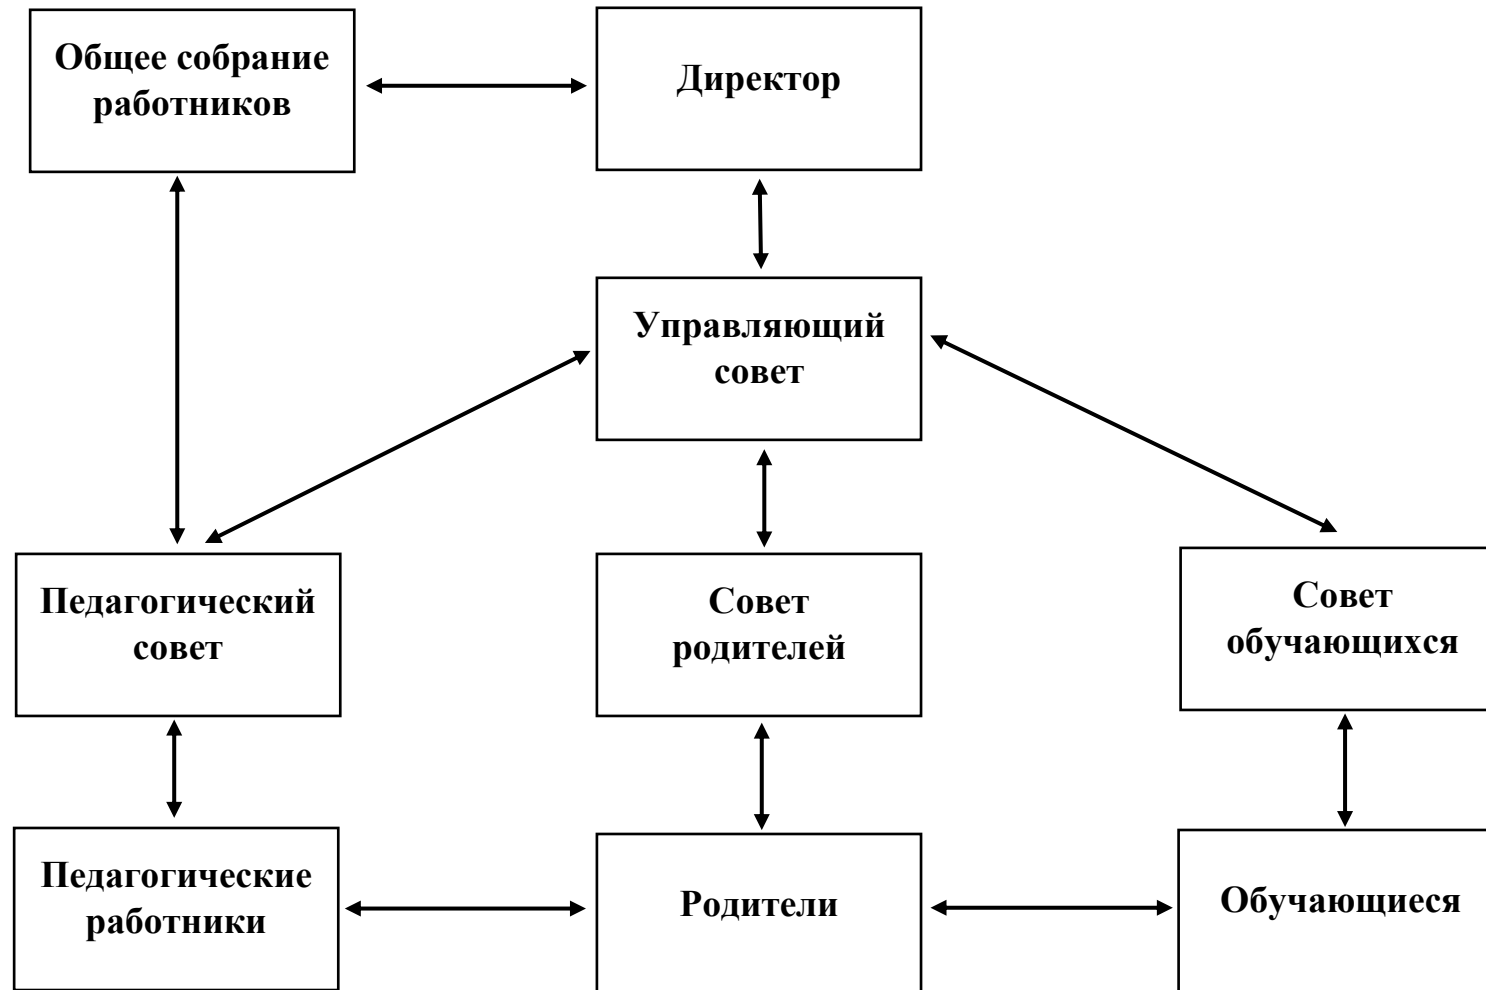 Общее собрание
работников
Директор
Управляющий
совет
Педагогический
совет
Совет
родителей
Совет
обучающихся
Педагогические
работники
Родители
Обучающиеся